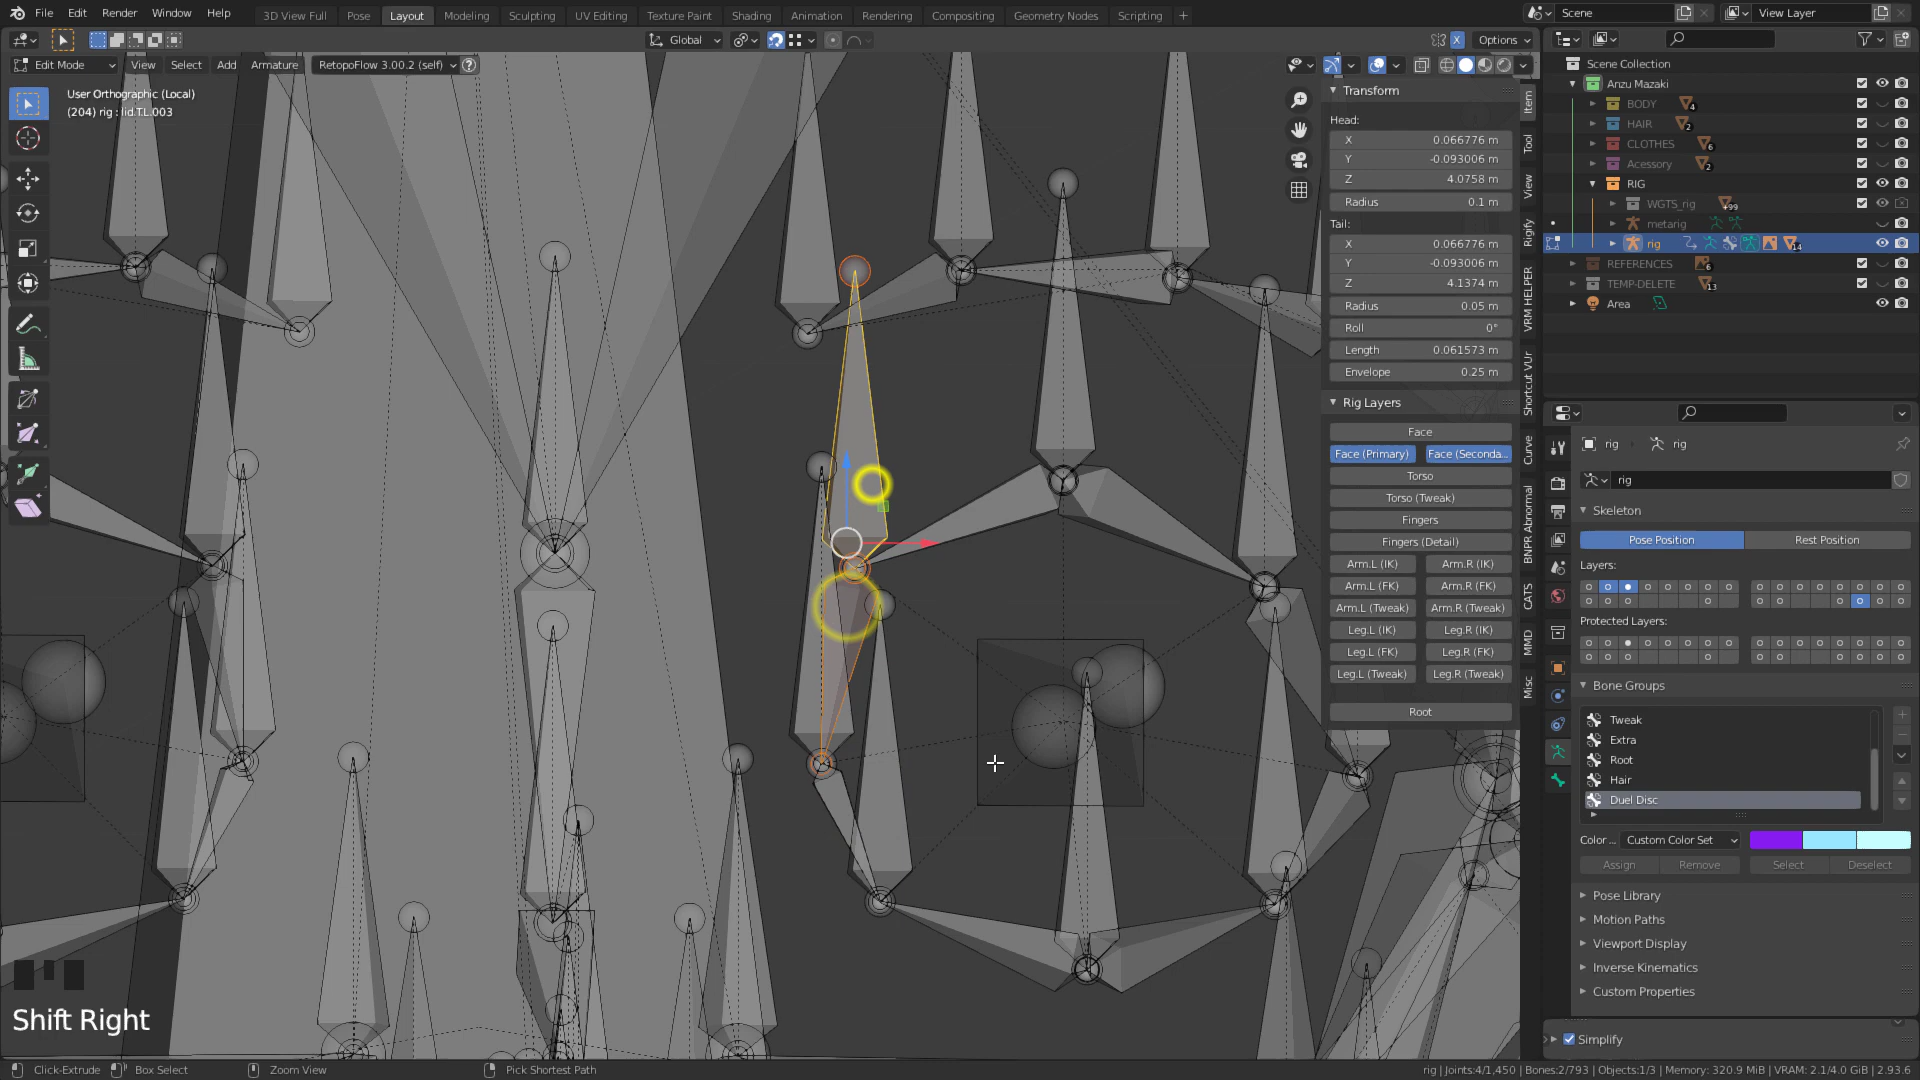 File Edit Render Window Help 3D View Full Pose Layout Modeling Sculpting UV Editing Texture Paint Shading Animation Rendering Compositing Geometry Nodes Scripting + Scene View Layer
Global Options
Edit Mode View Select Add Armature RetopoFlow 3.00.2 (self) ?
User Orthographic (Local)
(204) rig : lid.T.L.003
Transform
Head:
X 0.066776 m
Y -0.093006 m
Z 4.0758 m
Radius 0.1 m
Tail:
X 0.066776 m
Y -0.093006 m
Z 4.1374 m
Radius 0.05 m
Roll 0°
Length 0.061573 m
Envelope 0.25 m
Rig Layers
Face
Face (Primary) Face (Seconda...
Torso
Torso (Tweak)
Fingers
Fingers (Detail)
Arm.L (IK) Arm.R (IK)
Arm.L (FK) Arm.R (FK)
Arm.L (Tweak) Arm.R (Tweak)
Leg.L (IK) Leg.R (IK)
Leg.L (FK) Leg.R (FK)
Leg.L (Tweak) Leg.R (Tweak)
Root
Item
Tool
View
Rigify
VRM HELPER
Shortcut VUr
Curve
BNPR Abnormal
CATS
MMD
Misc
Scene Collection
Anzu Mazaki
BODY 4
HAIR 2
CLOTHES 6
Acessory 2
RIG
WGTS_rig +99
metarig
rig 14
REFERENCES 6
TEMP-DELETE 13
Area
rig rig
rig
Skeleton
Pose Position Rest Position
Layers:
Protected Layers:
Bone Groups
Tweak
Extra
Root
Hair
Duel Disc
Color ... Custom Color Set
Assign Remove Select Deselect
Pose Library
Motion Paths
Viewport Display
Inverse Kinematics
Custom Properties
Simplify
Shift Right
Click-Extrude Box Select Zoom View Pick Shortest Path rig | Joints:4/1,450 | Bones:2/793 | Objects:1/3 | Memory: 320.9 MiB | VRAM: 2.1/4.0 GiB | 2.93.6